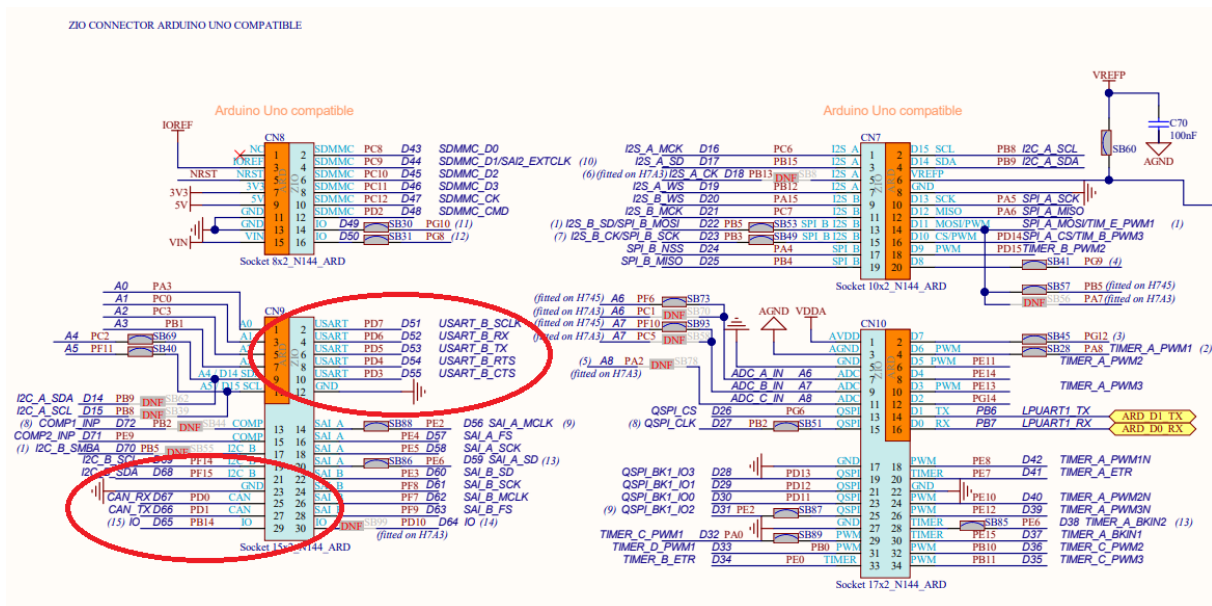 ZIO CONNECTOR ARDUINO UNO COMPATIBLE
Arduino Uno compatible
IOREF
CN8
NC 1 2 SDMMC PC8 D43 SDMMC_D0
IOREF 3 4 SDMMC PC9 D44 SDMMC_D1/SAI2_EXTCLK (10)
NRST NRST 5 6 SDMMC PC10 D45 SDMMC_D2
3V3 3V3 7 8 SDMMC PC11 D46 SDMMC_D3
5V 5V 9 10 SDMMC PC12 D47 SDMMC_CK
GND 11 12 SDMMC PD2 D48 SDMMC_CMD
GND 13 14 IO D49 SB30 PG10 (11)
VIN VIN 15 16 IO D50 SB31 PG8 (12)
ARD ZIO
Socket 8x2_N144_ARD
Arduino Uno compatible
VREFP
C70
100nF
SB60
AGND
CN7
I2S_A_MCK D16 PC6 I2S_A 1 2 D15 SCL PB8 I2C_A_SCL
I2S_A_SD D17 PB15 I2S_A 3 4 D14 SDA PB9 I2C_A_SDA
(6)(fitted on H7A3) I2S_A_CK D18 PB13 DNF SB8 I2S_A 5 6 VREFP
I2S_A_WS D19 PB12 I2S_A 7 8 GND
I2S_B_WS D20 PA15 I2S_B 9 10 D13 SCK PA5 SPI_A_SCK
I2S_B_MCK D21 PC7 I2S_B 11 12 D12 MISO PA6 SPI_A_MISO
(1) I2S_B_SD/SPI_B_MOSI D22 PB5 SB53 SPI_B I2S B 13 14 D11 MOSI/PWM SPI_A_MOSI/TIM_E_PWM1 (1)
(7) I2S_B_CK/SPI_B_SCK D23 PB3 SB49 SPI_B I2S B 15 16 D10 CS/PWM PD14 SPI_A_CS/TIM_B_PWM3
SPI_B_NSS D24 PA4 SPI_B 17 18 D9 PWM PD15 TIMER_B_PWM2
SPI_B_MISO D25 PB4 SPI_B 19 20 D8 SB41 PG9 (4)
ZIO ARD
Socket 10x2_N144_ARD
SB57 PB5 (fitted on H745)
DNF SB56 PA7 (fitted on H7A3)
A0 PA3
A1 PC0
A2 PC3
A3 PB1
A4 PC2 SB69
A5 PF11 SB40
CN9
A0 1 2 USART PD7 D51 USART_B_SCLK
3 4 USART PD6 D52 USART_B_RX
5 6 USART PD5 D53 USART_B_TX
7 8 USART PD4 D54 USART_B_RTS
A4 / D14 SDA 9 10 USART PD3 D55 USART_B_CTS
A5 / D15 SCL 11 12 GND
ARD ZIO
I2C_A_SDA D14 PB9 DNF SB62
I2C_A_SCL D15 PB8 DNF SB39
(8) COMP1_INP D72 PB2 DNF SB44 COMP 13 14 SAI_A SB88 PE2 D56 SAI_A_MCLK (9)
COMP2_INP D71 PE9 COMP 15 16 SAI_A PE4 D57 SAI_A_FS
(1) I2C_B_SMBA D70 PB5 DNF SB55 I2C_B 17 18 SAI_A PE5 D58 SAI_A_SCK
I2C_B_SCL D69 PF14 I2C_B 19 20 SAI_A SB86 PE6 D59 SAI_A_SD (13)
I2C_B_SDA D68 PF15 I2C_B 21 22 SAI_B PE3 D60 SAI_B_SD
23 24 SAI_B PF8 D61 SAI_B_SCK
CAN_RX D67 PD0 CAN 25 26 SAI_B PF7 D62 SAI_B_MCLK
CAN_TX D66 PD1 CAN 27 28 SAI_B PF9 D63 SAI_B_FS
(15) IO D65 PB14 IO 29 30 IO DNF SB99 PD10 D64 IO (14)
(fitted on H7A3)
Socket 15x2_N144_ARD
(fitted on H745) A6 PF6 SB73
(fitted on H7A3) A6 PC1 DNF SB70
(fitted on H745) A7 PF10 SB93
(fitted on H7A3) A7 PC5 DNF SB58
(5) A8 PA2 DNF SB78
(fitted on H7A3)
AGND VDDA
CN10
AVDD 1 2 D7 SB45 PG12 (3)
AGND 3 4 D6 PWM SB28 PA8 TIMER_A_PWM1 (2)
GND 5 6 D5 PWM PE11 TIMER_A_PWM2
ADC_A_IN A6 ADC 7 8 D4 PE14
ADC_B_IN A7 ADC 9 10 D3 PWM PE13 TIMER_A_PWM3
ADC_C_IN A8 ADC 11 12 D2 PG14
QSPI_CS D26 PG6 QSPI 13 14 D1 TX PB6 LPUART1_TX ARD_D1_TX
(8) QSPI_CLK D27 PB2 SB51 QSPI 15 16 D0 RX PB7 LPUART1_RX ARD_D0_RX
ZIO ARD
GND 17 18 PWM PE8 D42 TIMER_A_PWM1N
QSPI_BK1_IO3 D28 PD13 QSPI 19 20 TIMER PE7 D41 TIMER_A_ETR
QSPI_BK1_IO1 D29 PD12 QSPI 21 22 GND
QSPI_BK1_IO0 D30 PD11 QSPI 23 24 PWM PE10 D40 TIMER_A_PWM2N
(9) QSPI_BK1_IO2 D31 PE2 SB87 QSPI 25 26 PWM PE12 D39 TIMER_A_PWM3N
GND 27 28 TIMER SB85 PE6 D38 TIMER_A_BKIN2 (13)
TIMER_C_PWM1 D32 PA0 SB89 PWM 29 30 TIMER PE15 D37 TIMER_A_BKIN1
TIMER_D_PWM1 D33 PB0 PWM 31 32 PWM PB10 D36 TIMER_C_PWM2
TIMER_B_ETR D34 PE0 TIMER 33 34 PWM PB11 D35 TIMER_C_PWM3
Socket 17x2_N144_ARD